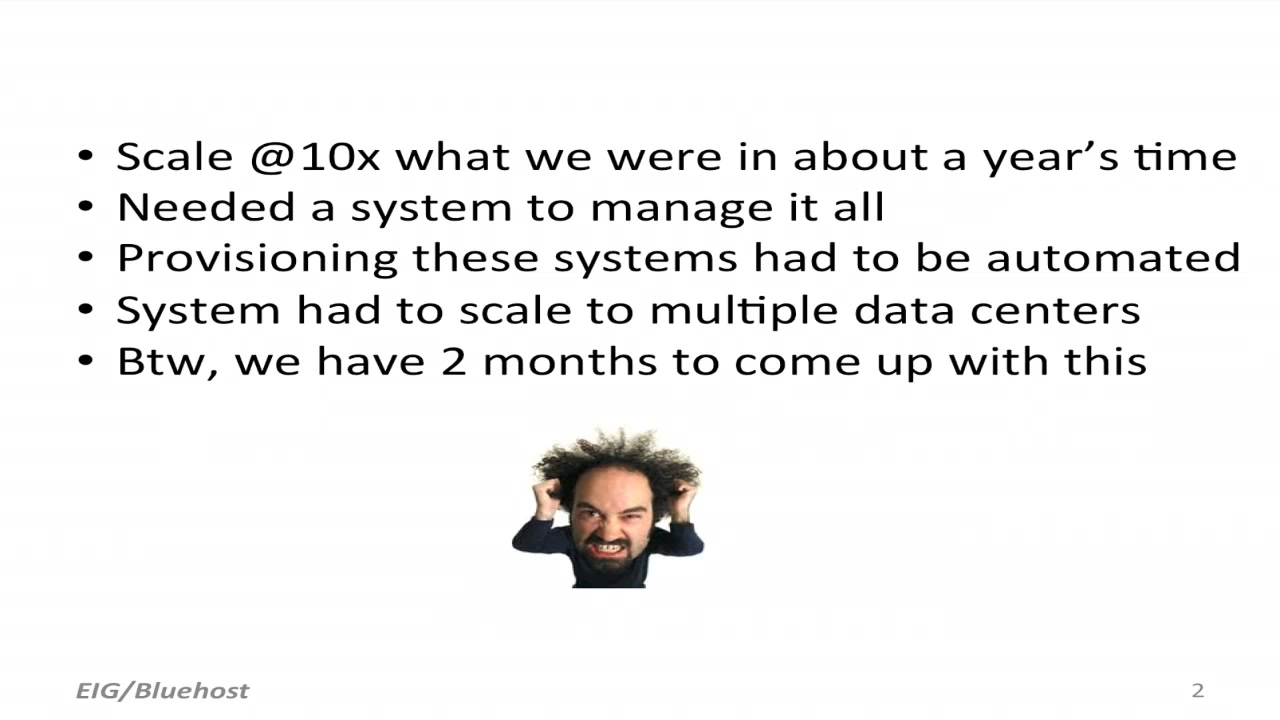 • Scale @10x what we were in about a year’s time
• Needed a system to manage it all
• Provisioning these systems had to be automated
• System had to scale to multiple data centers
• Btw, we have 2 months to come up with this
EIG/Bluehost
2